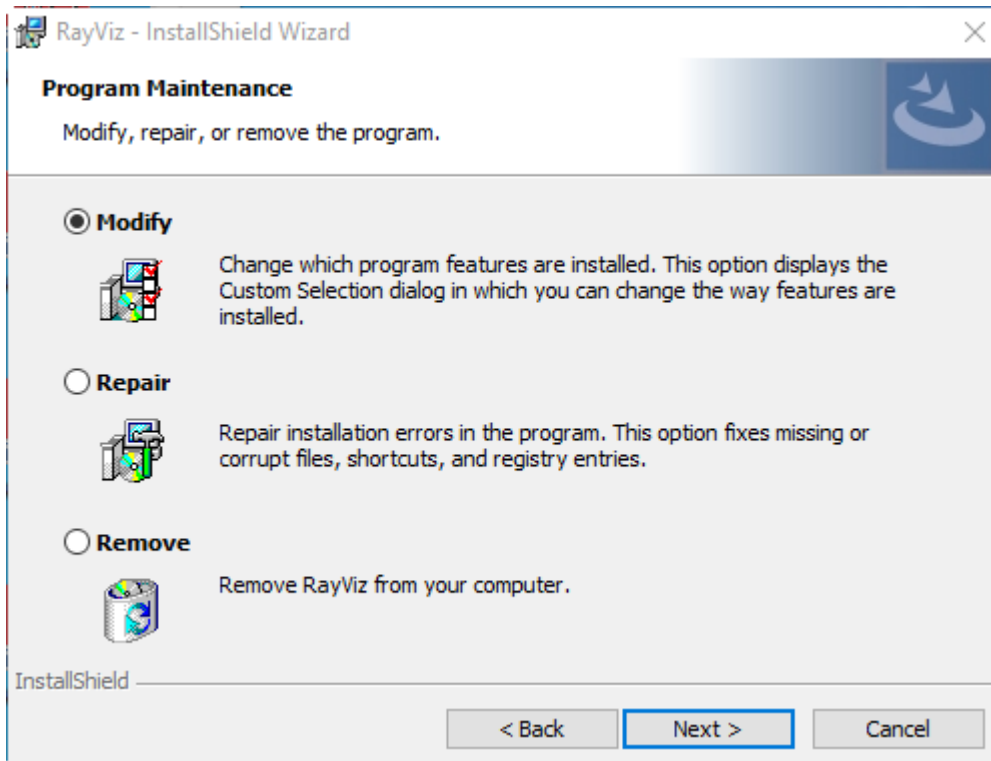 RayViz - InstallShield Wizard
Program Maintenance
Modify, repair, or remove the program.
Modify
Change which program features are installed. This option displays the
Custom Selection dialog in which you can change the way features are
installed.
Repair
Repair installation errors in the program. This option fixes missing or
corrupt files, shortcuts, and registry entries.
Remove
Remove RayViz from your computer.
InstallShield
< Back Next > Cancel